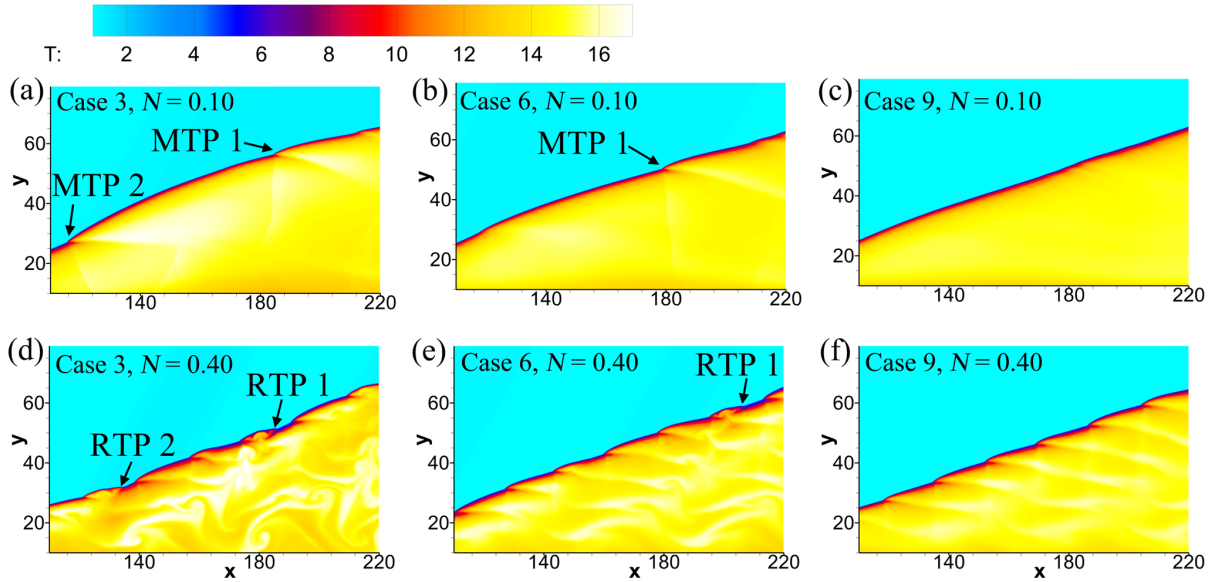 T: 2 4 6 8 10 12 14 16
(a) Case 3, N = 0.10
MTP 1
MTP 2
y
60
40
20
140 180 220
(b) Case 6, N = 0.10
MTP 1
y
60
40
20
140 180 220
(c) Case 9, N = 0.10
y
60
40
20
140 180 220
(d) Case 3, N = 0.40
RTP 1
RTP 2
y
60
40
20
140 180 220
x
(e) Case 6, N = 0.40
RTP 1
y
60
40
20
140 180 220
x
(f) Case 9, N = 0.40
y
60
40
20
140 180 220
x